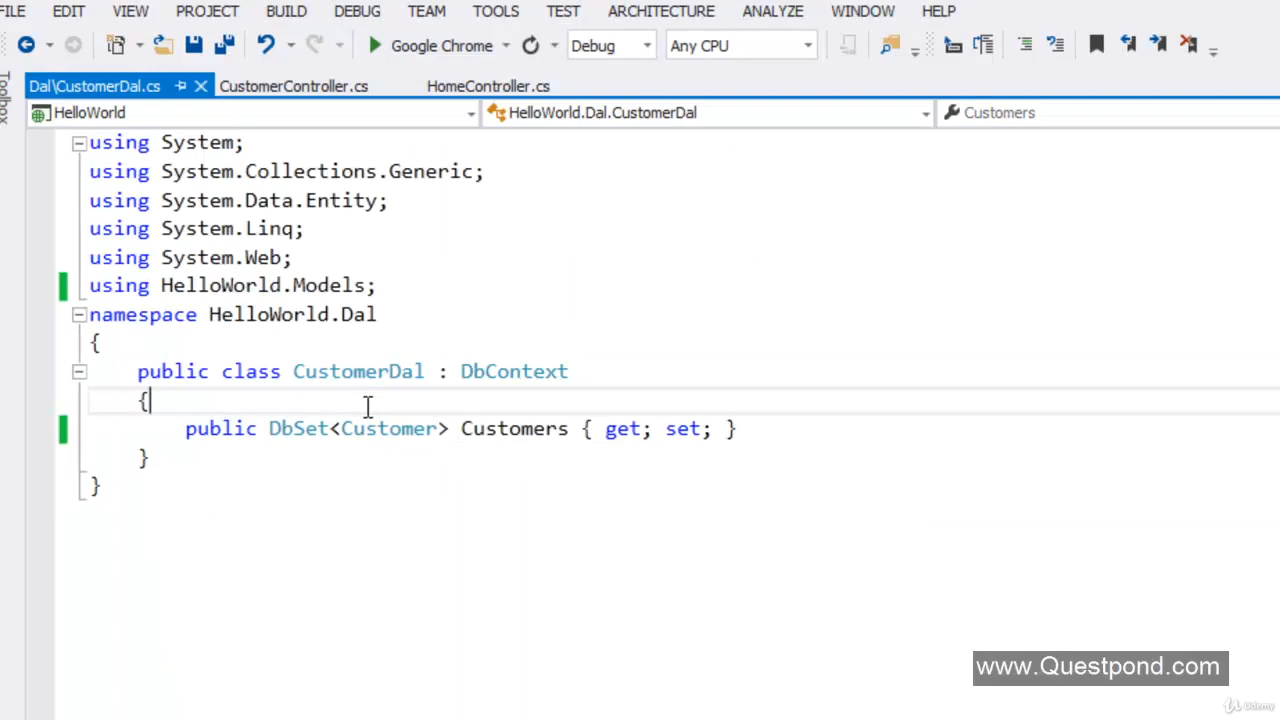 FILE EDIT VIEW PROJECT BUILD DEBUG TEAM TOOLS TEST ARCHITECTURE ANALYZE WINDOW HELP
Google Chrome Debug Any CPU
Toolbox
Dal\CustomerDal.cs CustomerController.cs HomeController.cs
HelloWorld HelloWorld.Dal.CustomerDal Customers
using System;
using System.Collections.Generic;
using System.Data.Entity;
using System.Linq;
using System.Web;
using HelloWorld.Models;
namespace HelloWorld.Dal
{
public class CustomerDal : DbContext
{
public DbSet<Customer> Customers { get; set; }
}
}
www.Questpond.com
Udemy